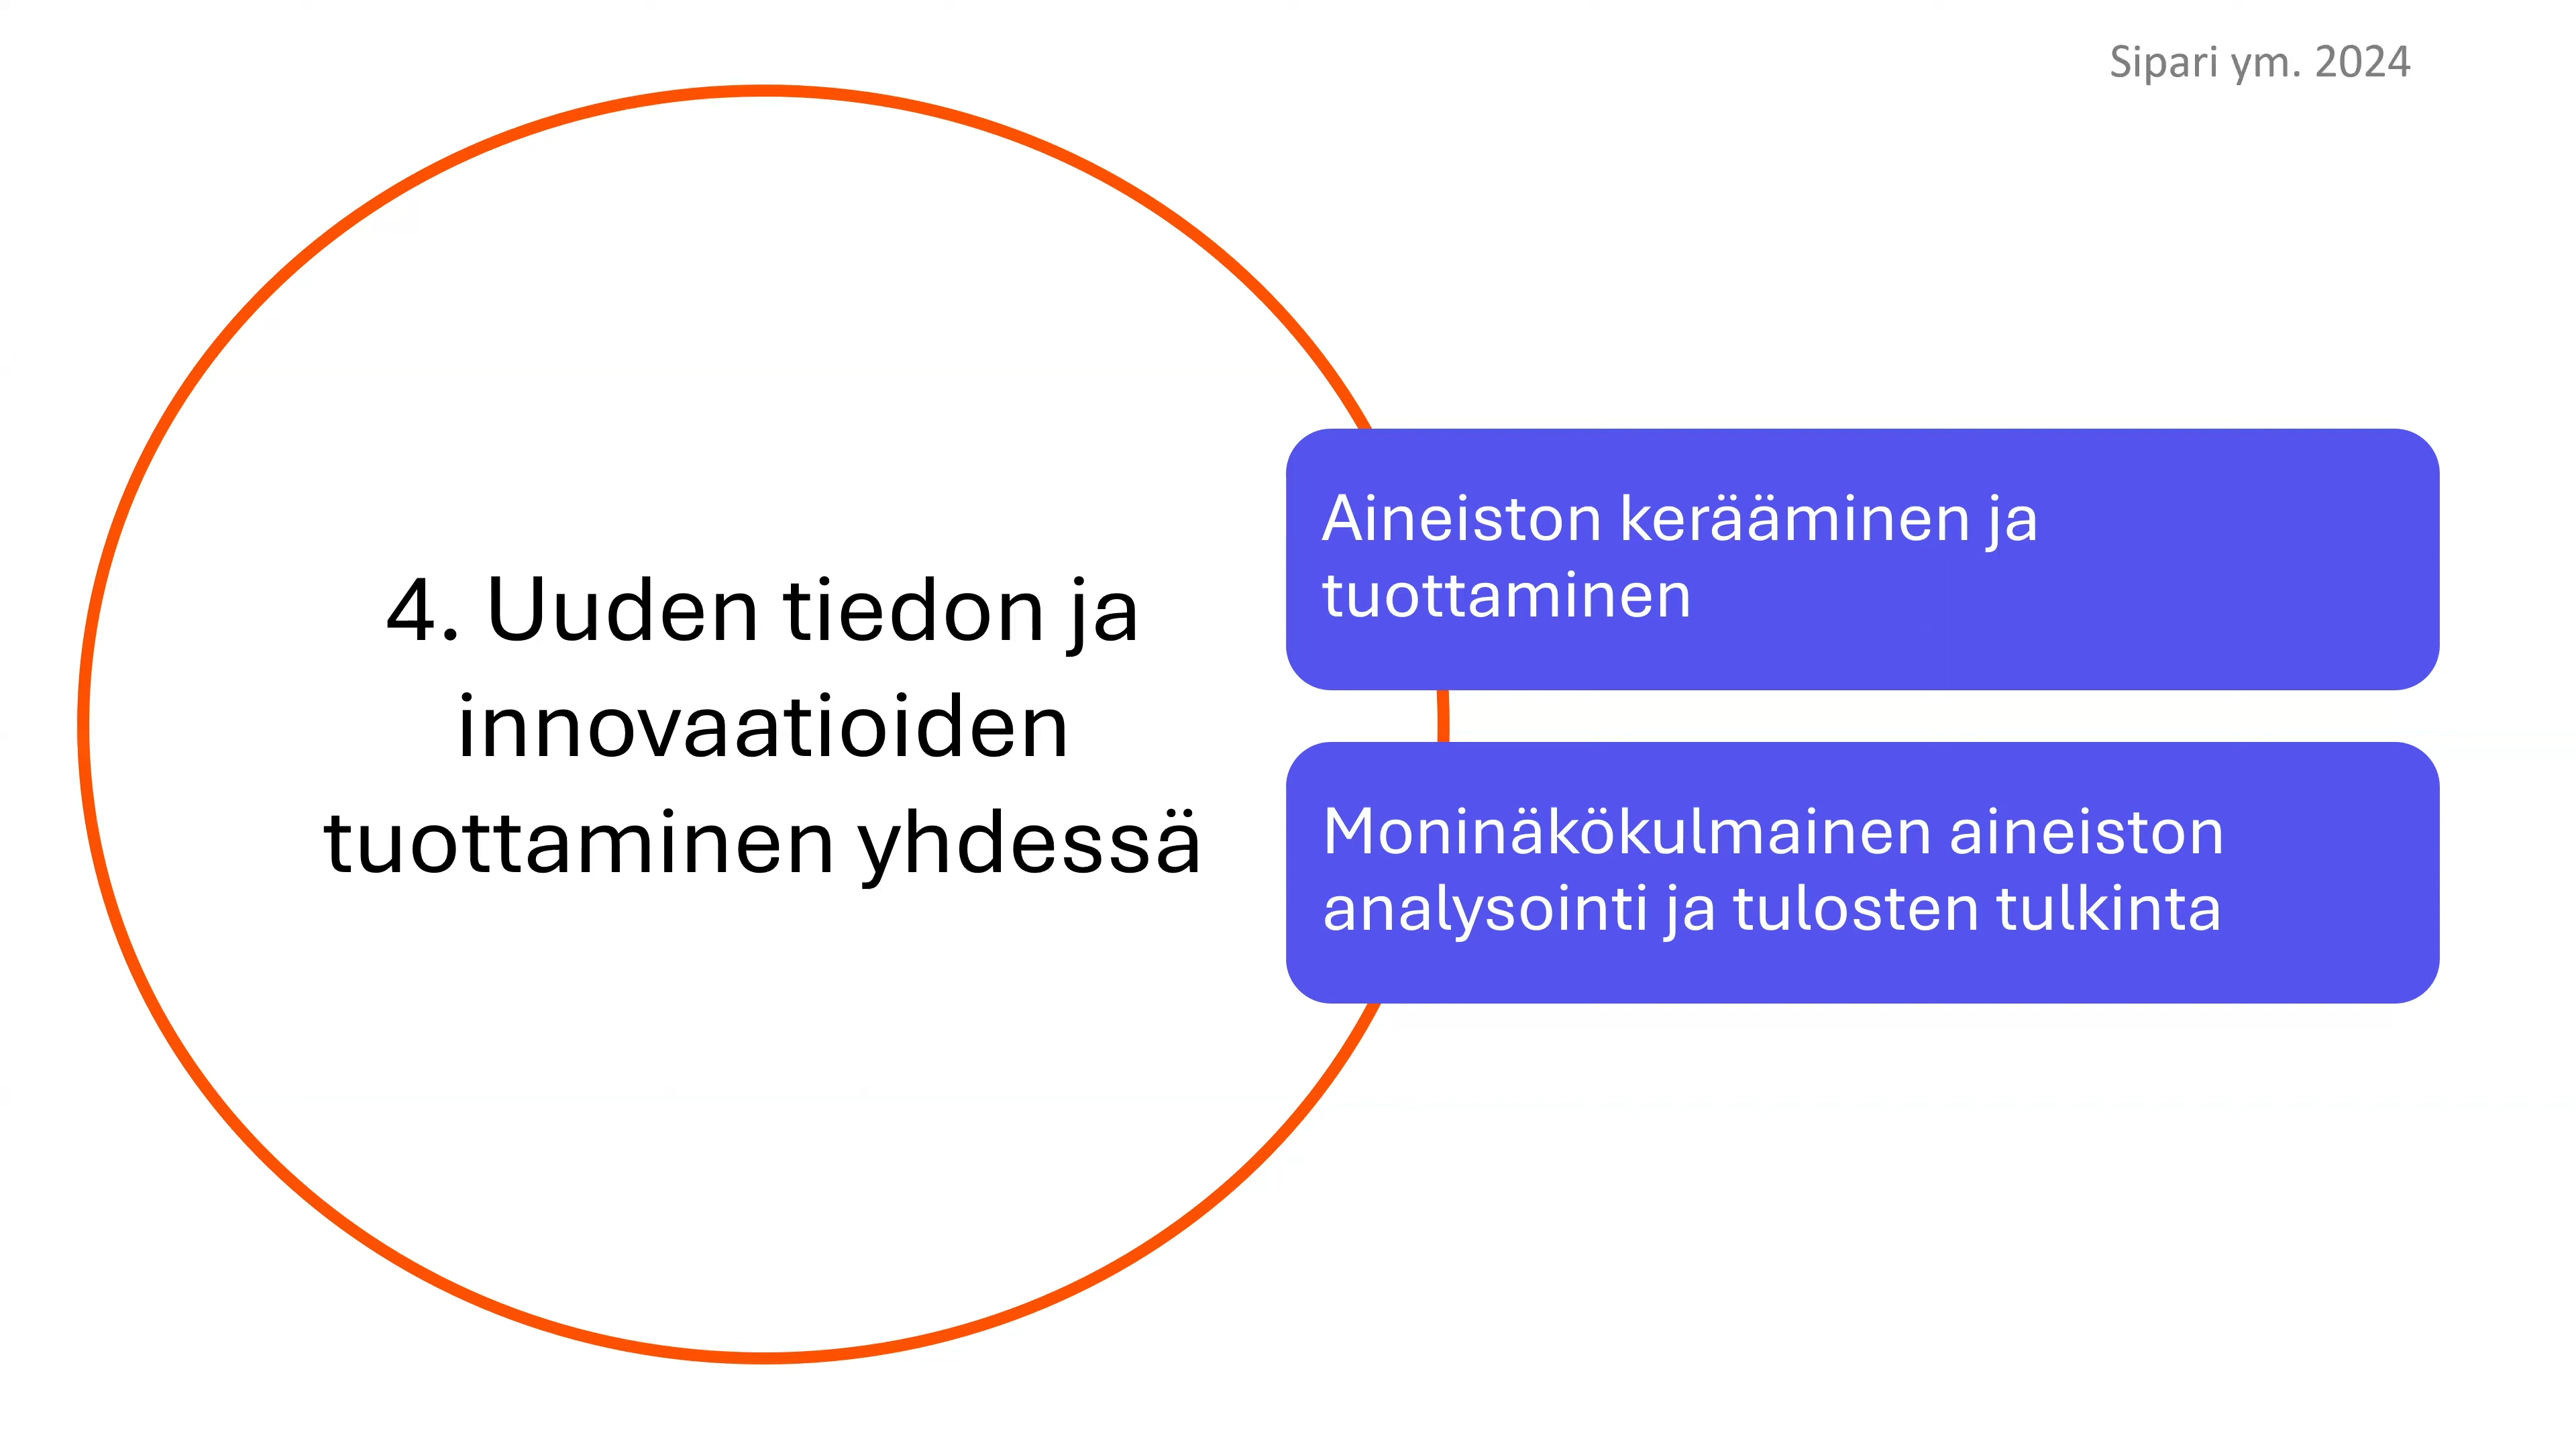 Sipari ym. 2024
4. Uuden tiedon ja
innovaatioiden
tuottaminen yhdessä
Aineiston kerääminen ja
tuottaminen
Moninäkökulmainen aineiston
analysointi ja tulosten tulkinta